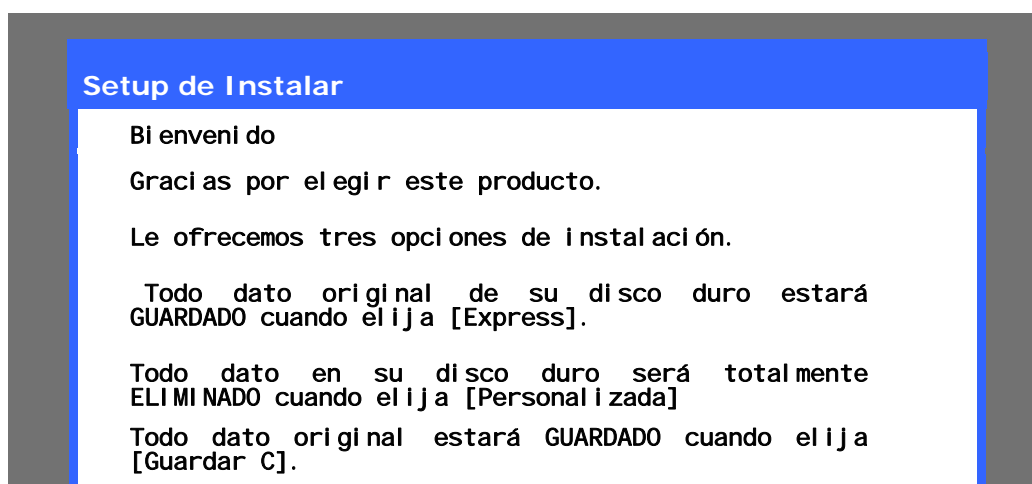 Setup de Instalar
Bienvenido
Gracias por elegir este producto.
Le ofrecemos tres opciones de instalación.
Todo dato original de su disco duro estará
GUARDADO cuando elija [Express].
Todo dato en su disco duro será totalmente
ELIMINADO cuando elija [Personalizada]
Todo dato original estará GUARDADO cuando elija
[Guardar C].